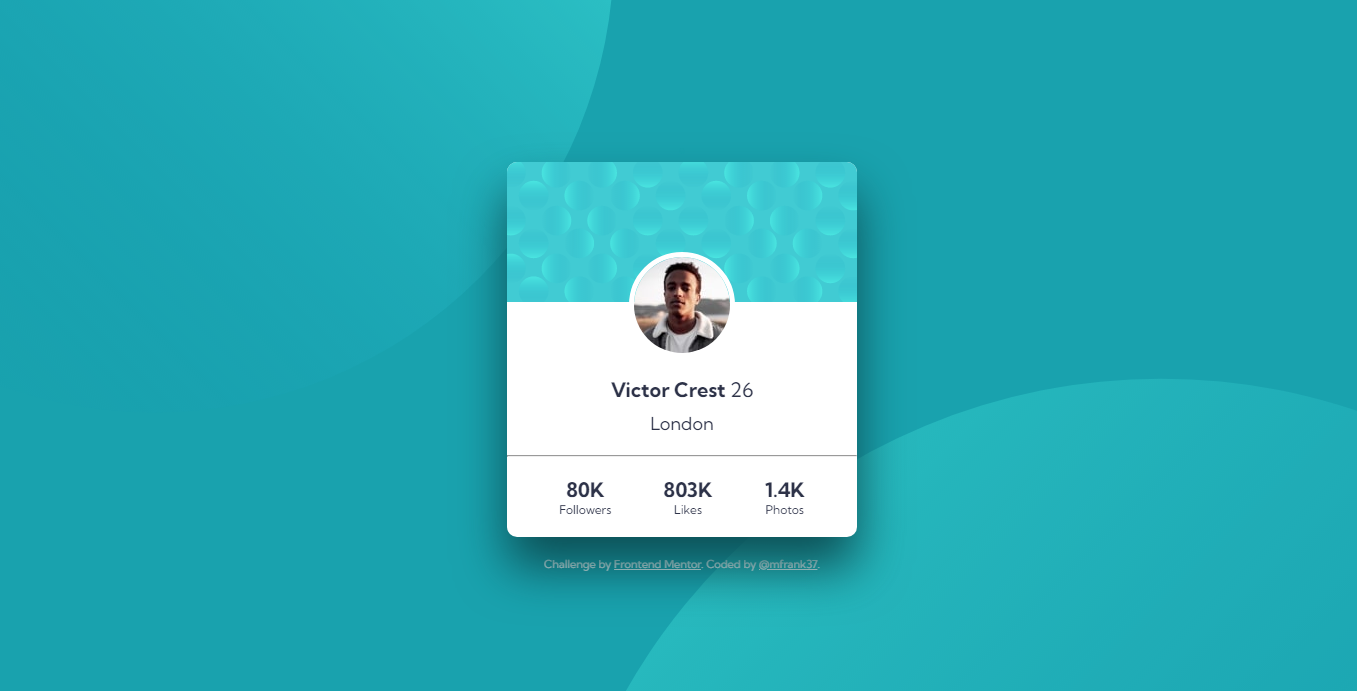 Victor Crest 26
London
80K 803K 1.4K
Followers Likes Photos
Challenge by Frontend Mentor. Coded by @mfrank37.